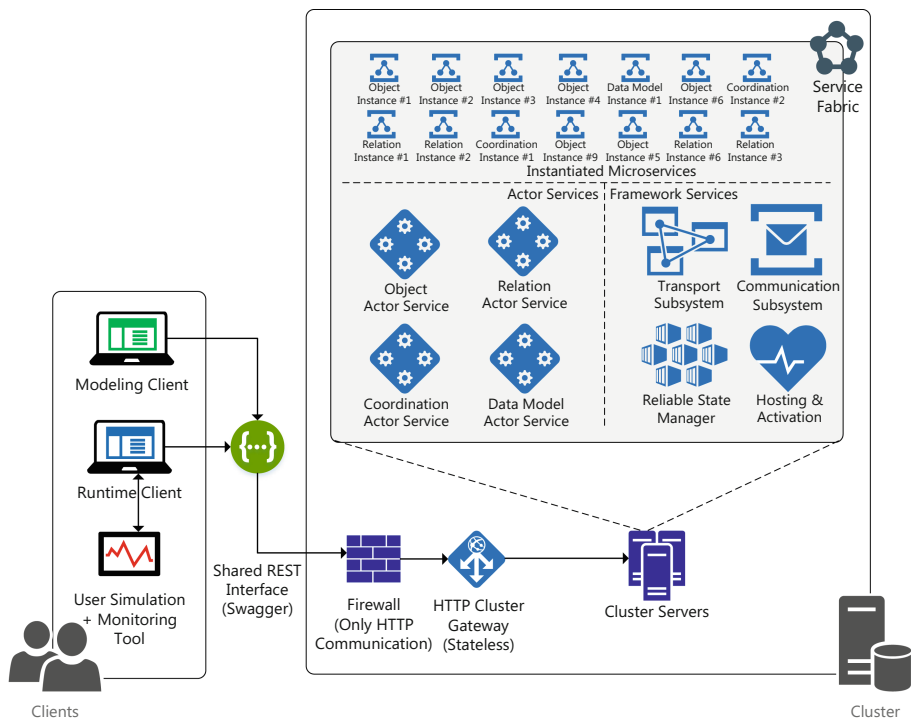 Service
Fabric
Object
Instance #1
Object
Instance #2
Object
Instance #3
Object
Instance #4
Data Model
Instance #1
Object
Instance #6
Coordination
Instance #2
Relation
Instance #1
Relation
Instance #2
Coordination
Instance #1
Object
Instance #9
Object
Instance #5
Relation
Instance #6
Relation
Instance #3
Instantiated Microservices
Actor Services
Framework Services
Object
Actor Service
Relation
Actor Service
Transport
Subsystem
Communication
Subsystem
Coordination
Actor Service
Data Model
Actor Service
Reliable State
Manager
Hosting &
Activation
Modeling Client
{...}
Runtime Client
User Simulation
+ Monitoring
Tool
Shared REST
Interface
(Swagger)
Firewall
(Only HTTP
Communication)
HTTP Cluster
Gateway
(Stateless)
Cluster Servers
Clients
Cluster